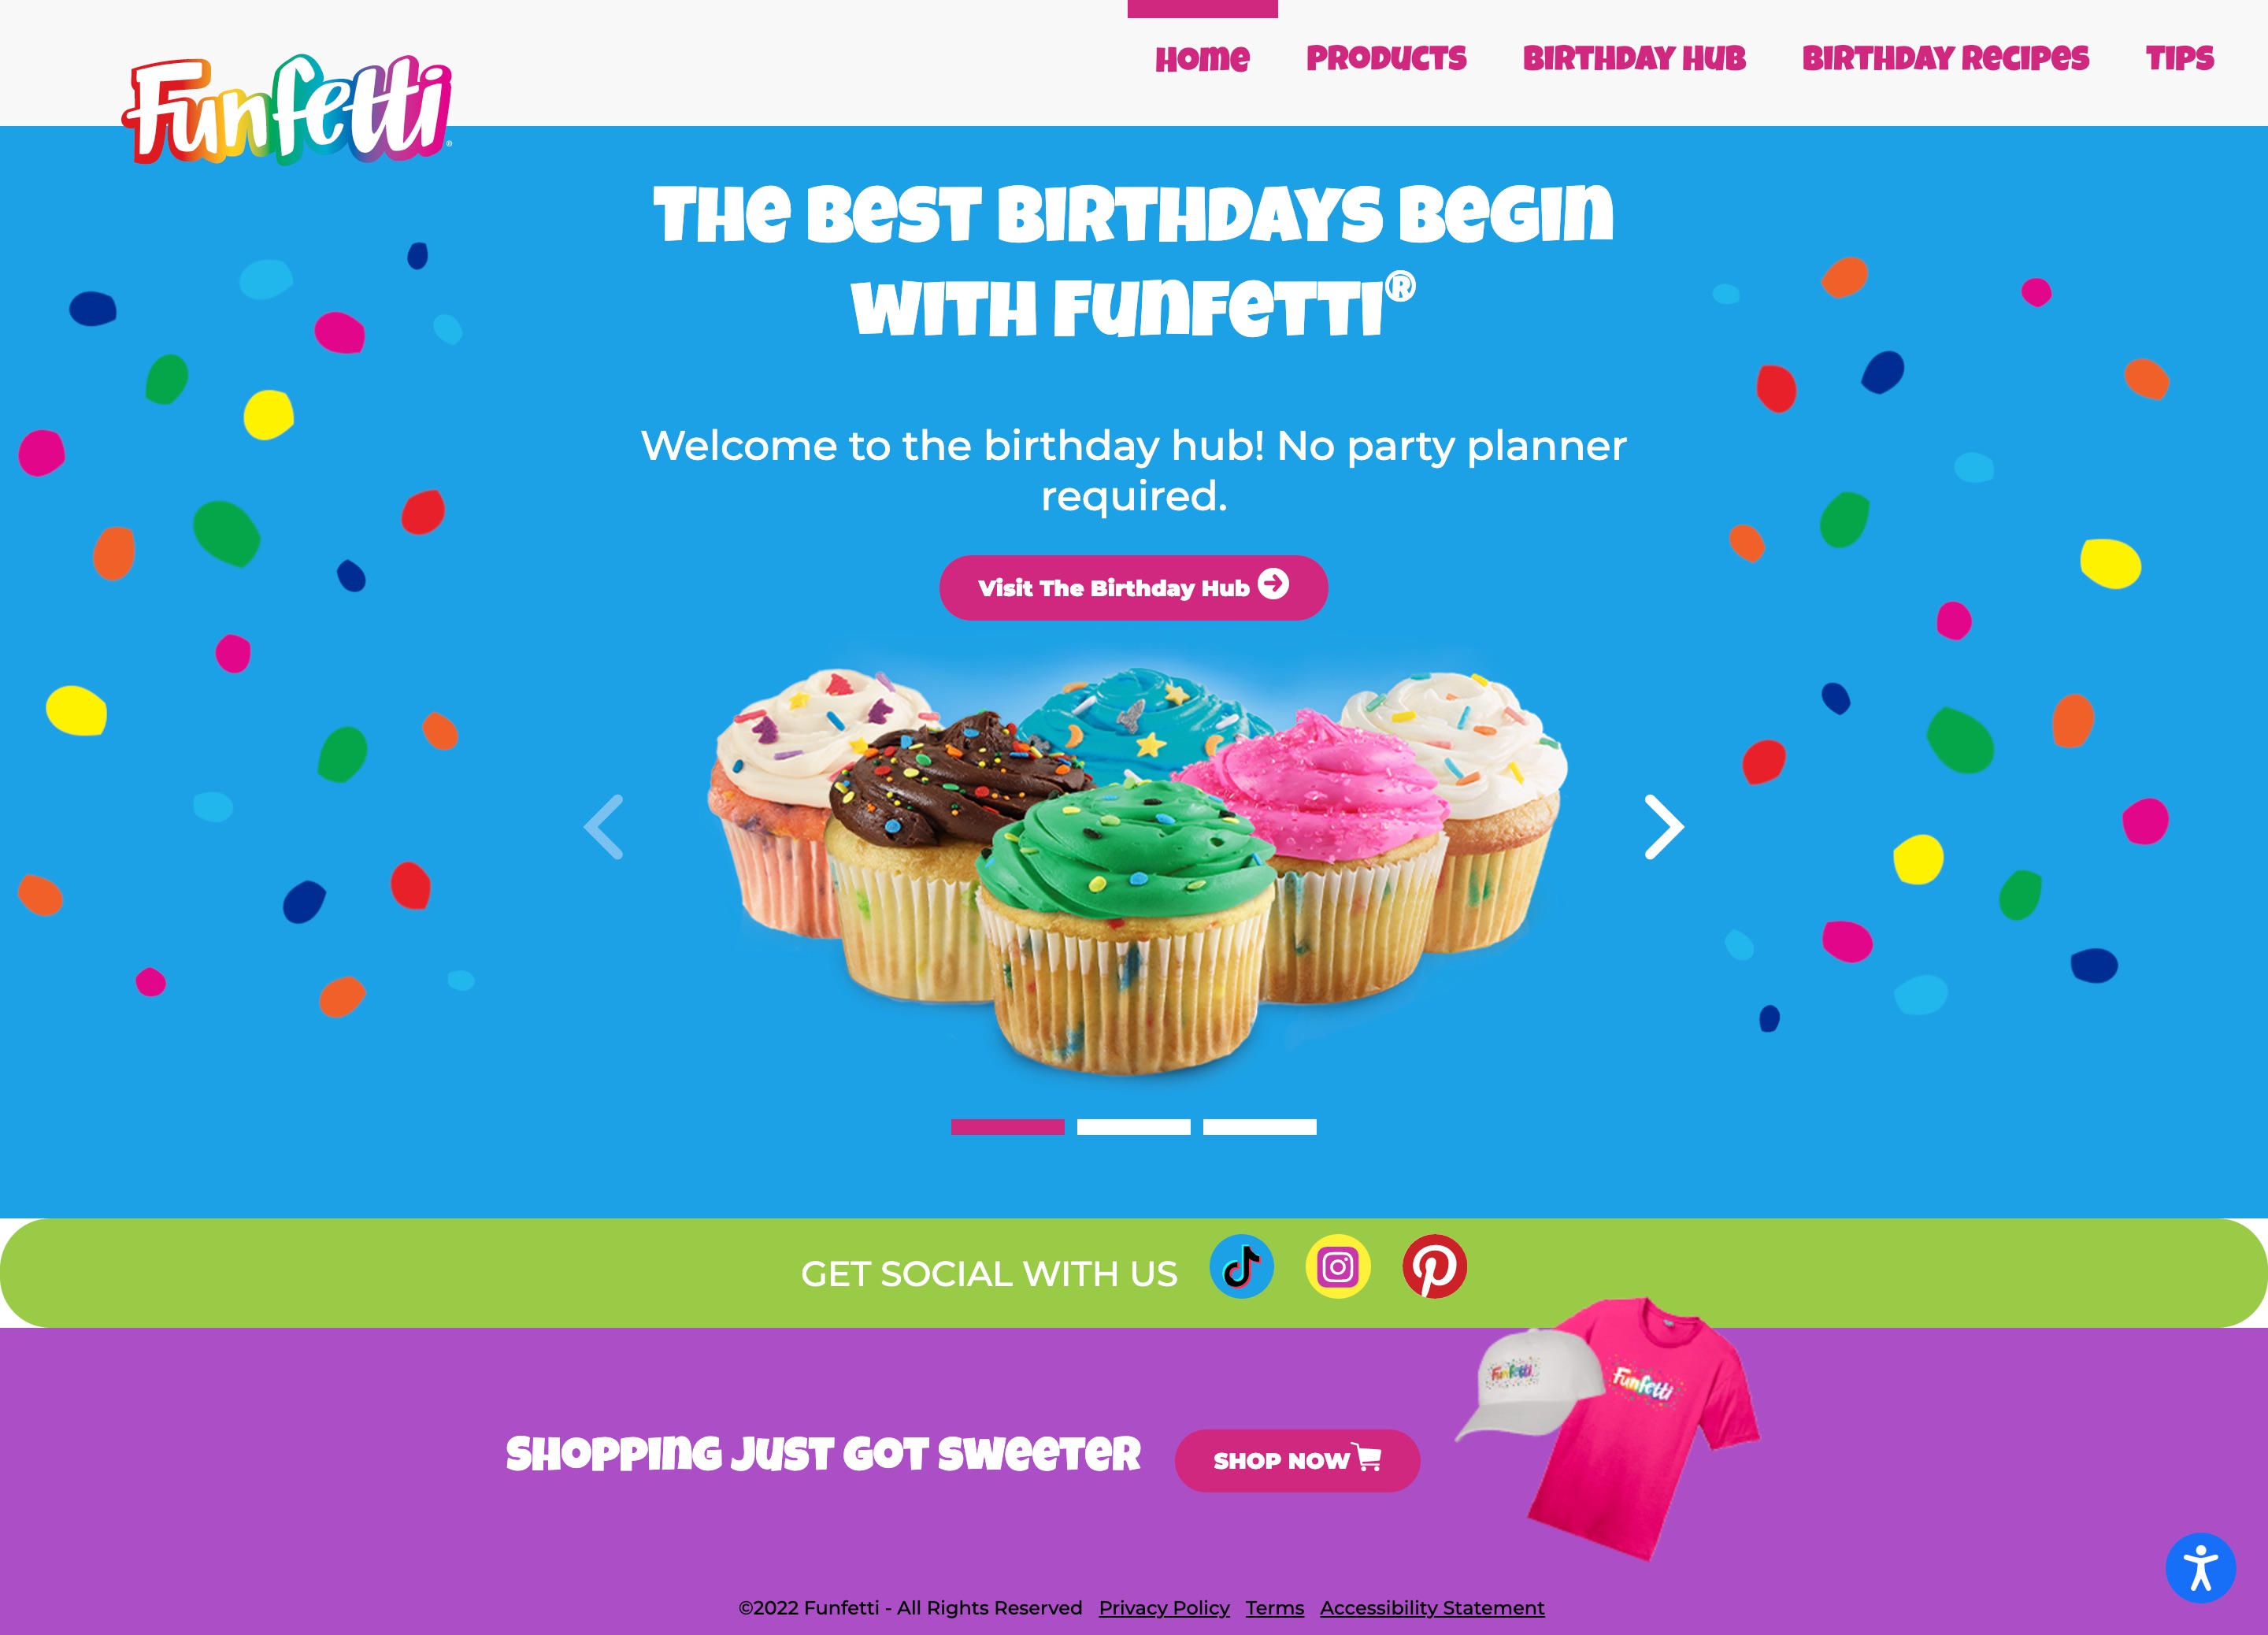 Funfetti®
Home PRODUCTS BIRTHDAY HUB BIRTHDAY RECIPES TIPS
THE BEST BIRTHDAYS BEGIN
WITH FUNFETTI®
Welcome to the birthday hub! No party planner
required.
Visit The Birthday Hub
GET SOCIAL WITH US
Funfetti
Funfetti
SHOPPING JUST GOT SWEETER
SHOP NOW
©2022 Funfetti - All Rights Reserved Privacy Policy Terms Accessibility Statement